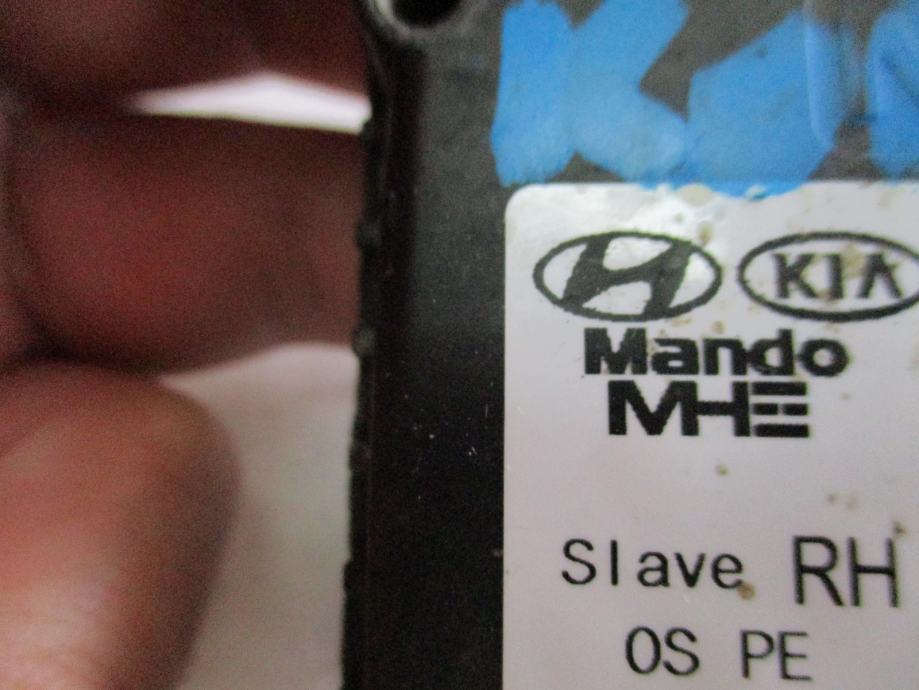 KIA
Mando
MHE
Slave RH
OS PE